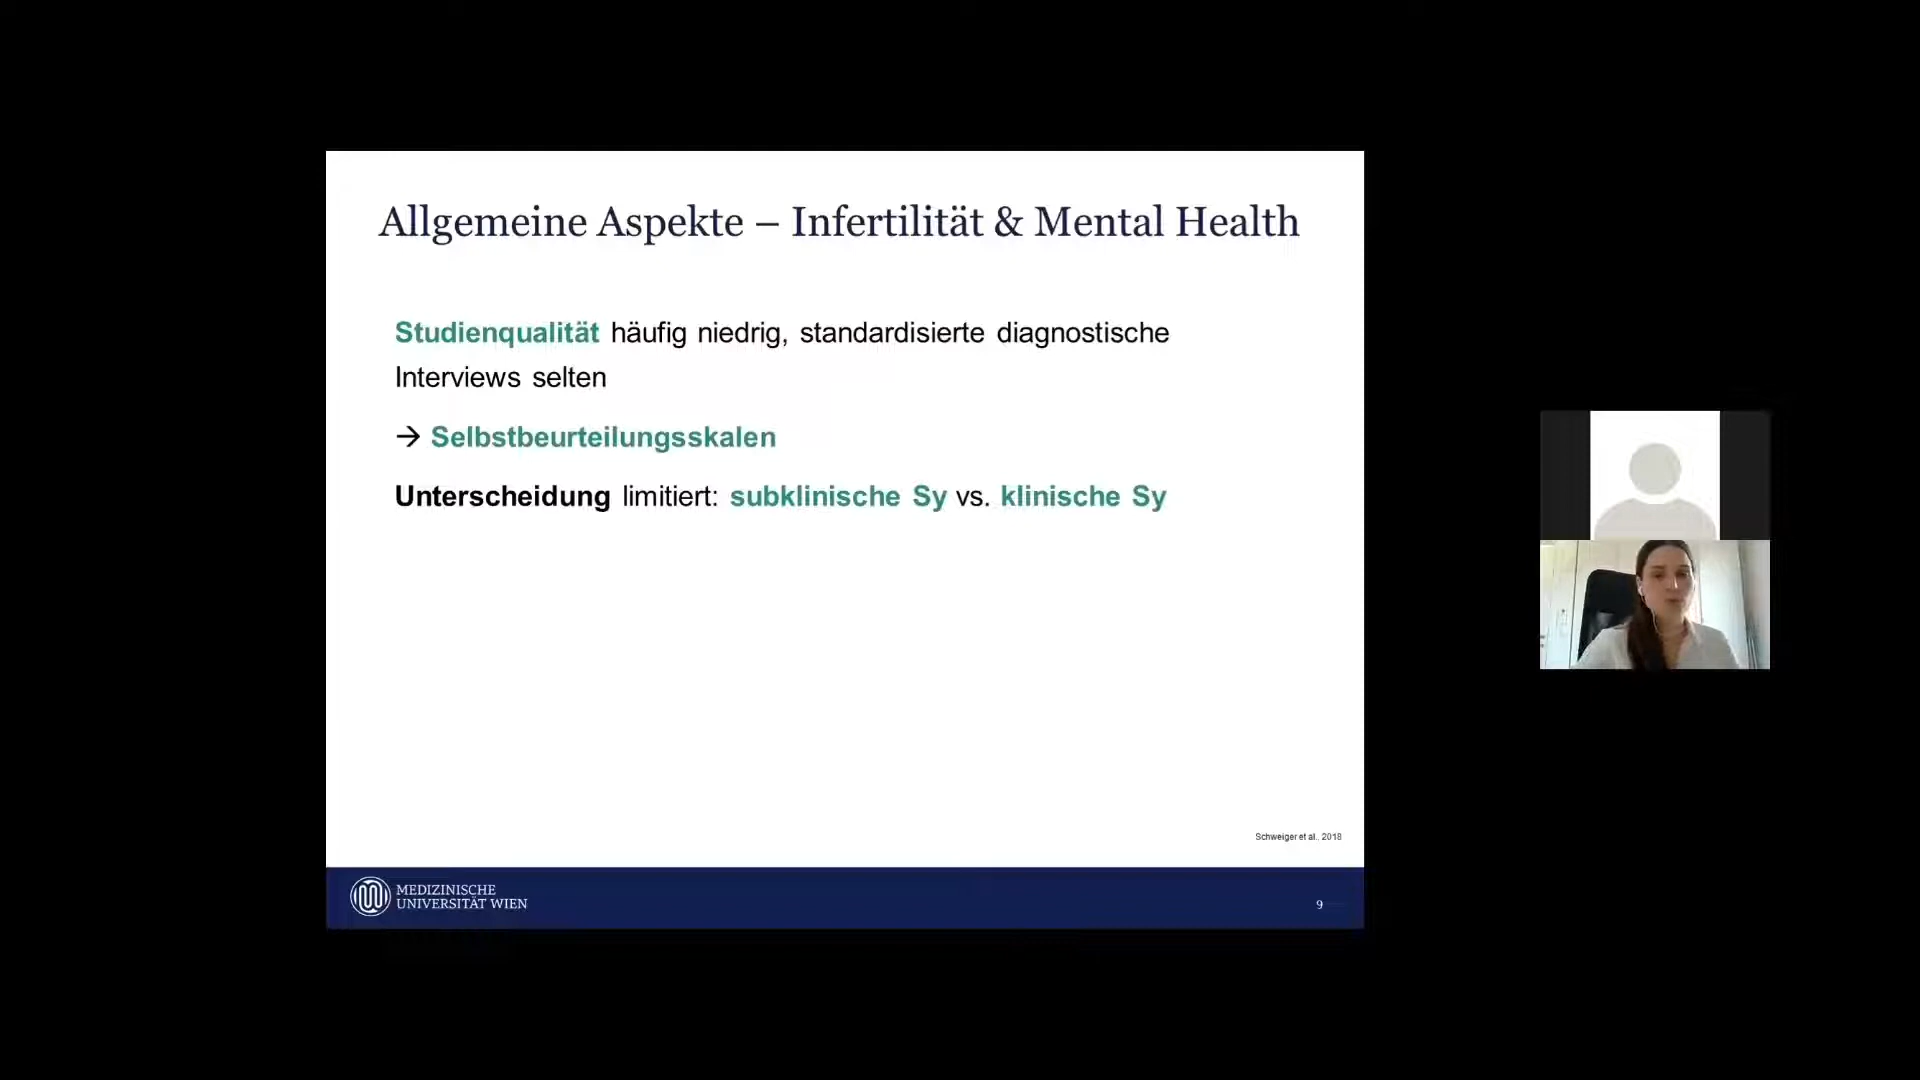 Allgemeine Aspekte – Infertilität & Mental Health
Studienqualität häufig niedrig, standardisierte diagnostische
Interviews selten
→ Selbstbeurteilungsskalen
Unterscheidung limitiert: subklinische Sy vs. klinische Sy
Schweiger et al., 2018
MEDIZINISCHE
UNIVERSITÄT WIEN
9